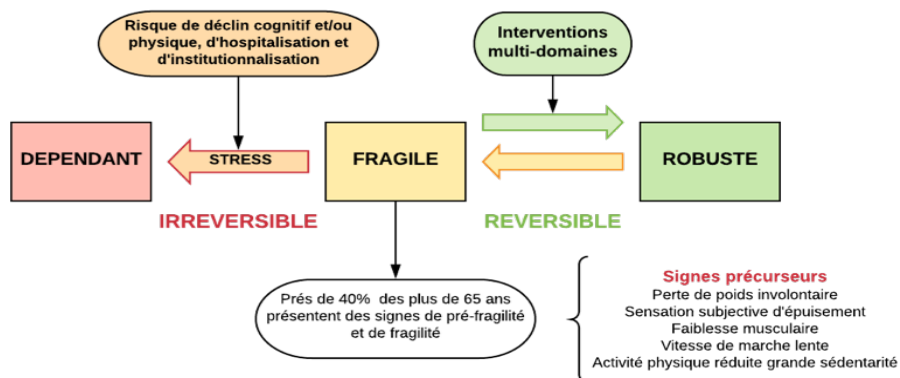 Risque de déclin cognitif et/ou
physique, d'hospitalisation et
d'institutionnalisation
Interventions
multi-domaines
DEPENDANT
STRESS
FRAGILE
ROBUSTE
IRREVERSIBLE
REVERSIBLE
Prés de 40% des plus de 65 ans
présentent des signes de pré-fragilité
et de fragilité
Signes précurseurs
Perte de poids involontaire
Sensation subjective d'épuisement
Faiblesse musculaire
Vitesse de marche lente
Activité physique réduite grande sédentarité